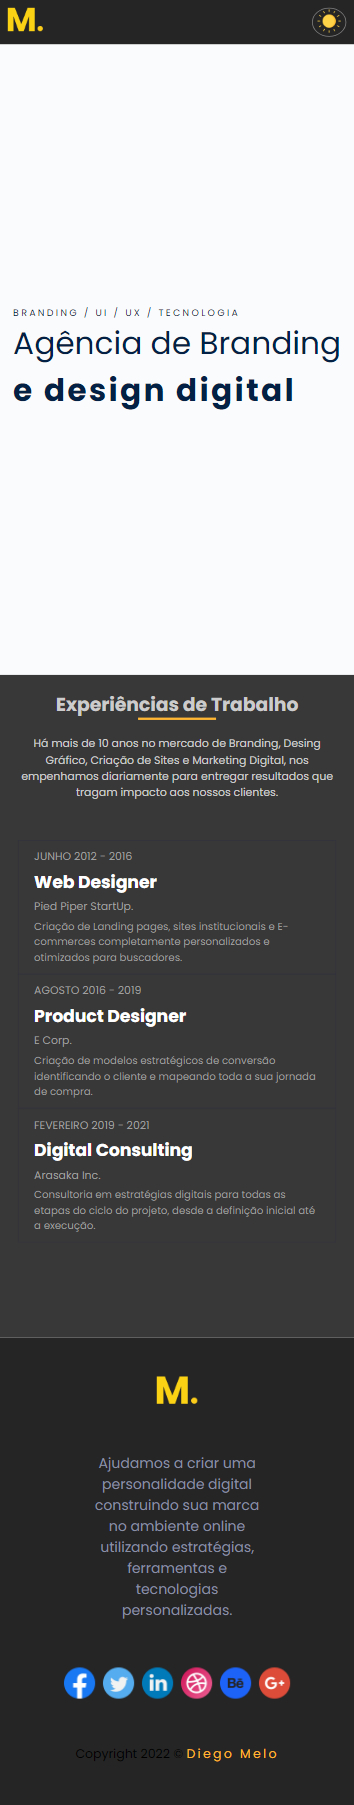 M.
BRANDING / UI / UX / TECNOLOGIA
Agência de Branding
e design digital
Experiências de Trabalho
Há mais de 10 anos no mercado de Branding, Desing
Gráfico, Criação de Sites e Marketing Digital, nos
empenhamos diariamente para entregar resultados que
tragam impacto aos nossos clientes.
JUNHO 2012 - 2016
Web Designer
Pied Piper StartUp.
Criação de Landing pages, sites institucionais e E-
commerces completamente personalizados e
otimizados para buscadores.
AGOSTO 2016 - 2019
Product Designer
E Corp.
Criação de modelos estratégicos de conversão
identificando o cliente e mapeando toda a sua jornada
de compra.
FEVEREIRO 2019 - 2021
Digital Consulting
Arasaka Inc.
Consultoria em estratégias digitais para todas as
etapas do ciclo do projeto, desde a definição inicial até
a execução.
M.
Ajudamos a criar uma
personalidade digital
construindo sua marca
no ambiente online
utilizando estratégias,
ferramentas e
tecnologias
personalizadas.
f in Bē G+
Copyright 2022 © Diego Melo